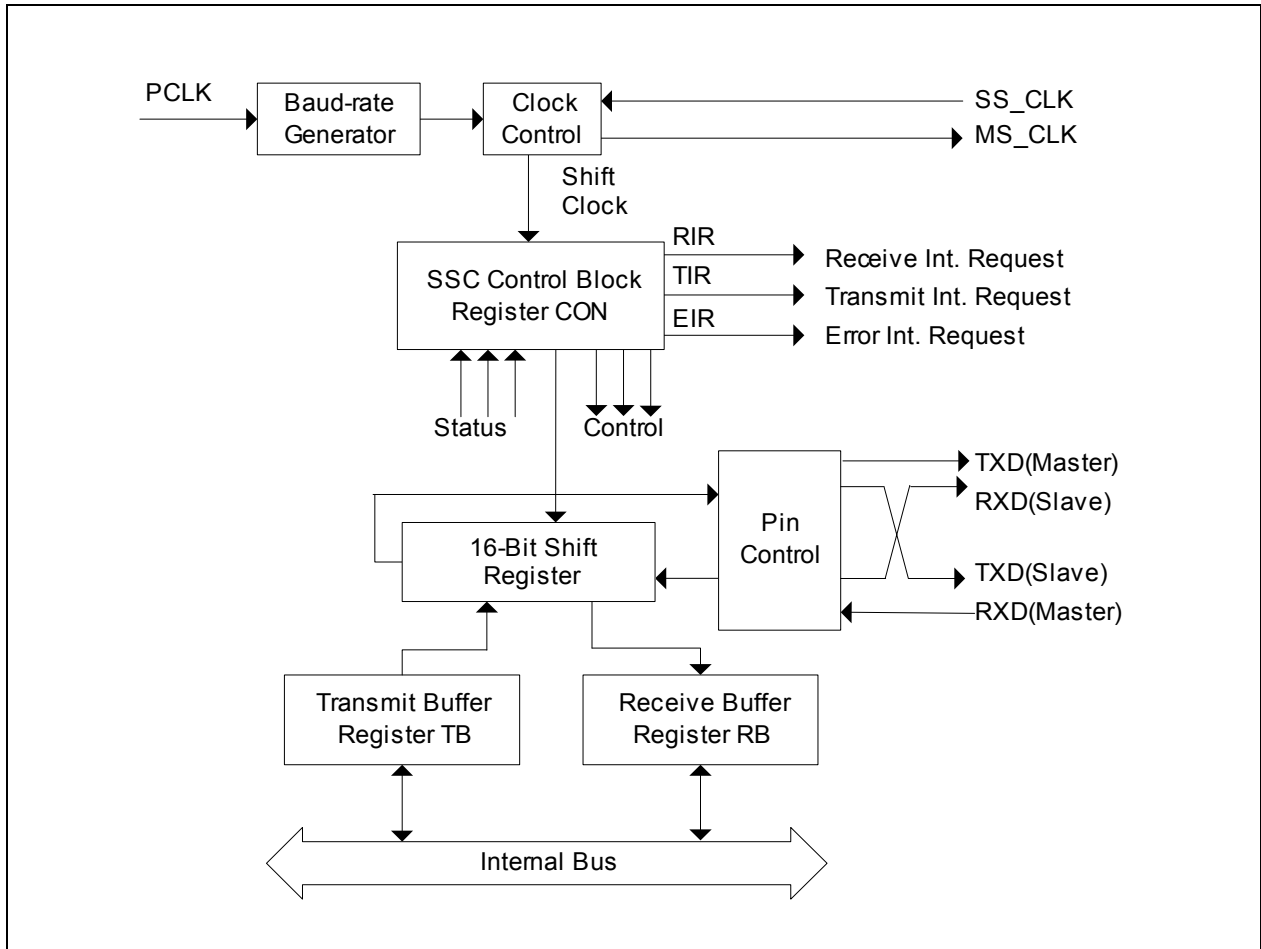 PCLK
Baud-rate
Generator
Clock
Control
SS_CLK
MS_CLK
Shift
Clock
SSC Control Block
Register CON
RIR
Receive Int. Request
TIR
Transmit Int. Request
EIR
Error Int. Request
Status
Control
Pin
Control
TXD(Master)
RXD(Slave)
TXD(Slave)
RXD(Master)
16-Bit Shift
Register
Transmit Buffer
Register TB
Receive Buffer
Register RB
Internal Bus